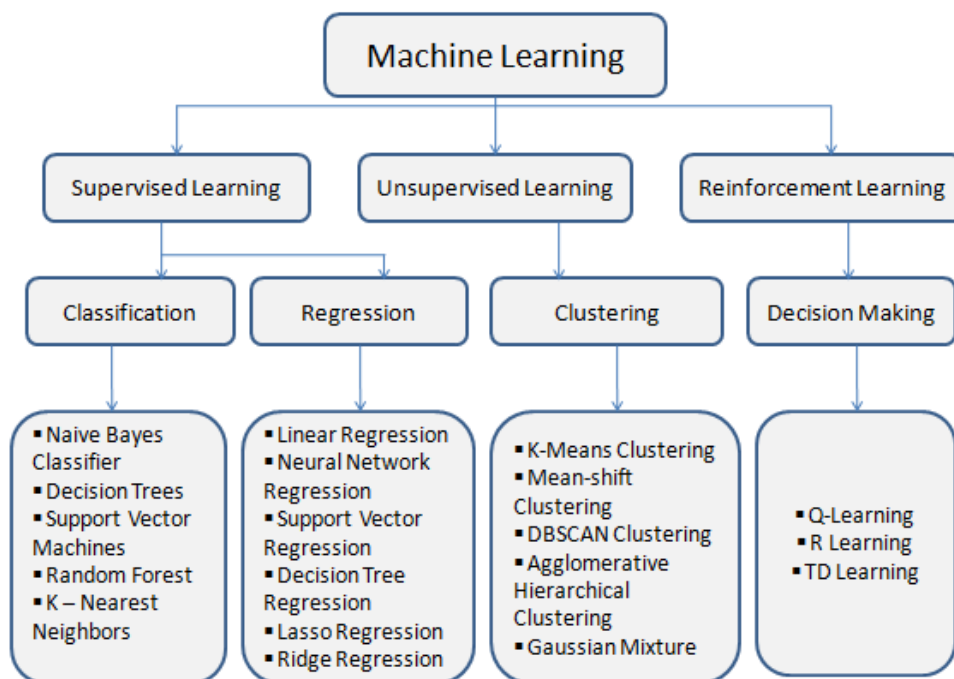 Machine Learning
Supervised Learning
Unsupervised Learning
Reinforcement Learning
Classification
Regression
Clustering
Decision Making
▪ Naive Bayes
Classifier
▪ Decision Trees
▪ Support Vector
Machines
▪ Random Forest
▪ K – Nearest
Neighbors
▪ Linear Regression
▪ Neural Network
Regression
▪ Support Vector
Regression
▪ Decision Tree
Regression
▪ Lasso Regression
▪ Ridge Regression
▪ K-Means Clustering
▪ Mean-shift
Clustering
▪ DBSCAN Clustering
▪ Agglomerative
Hierarchical
Clustering
▪ Gaussian Mixture
▪ Q-Learning
▪ R Learning
▪ TD Learning